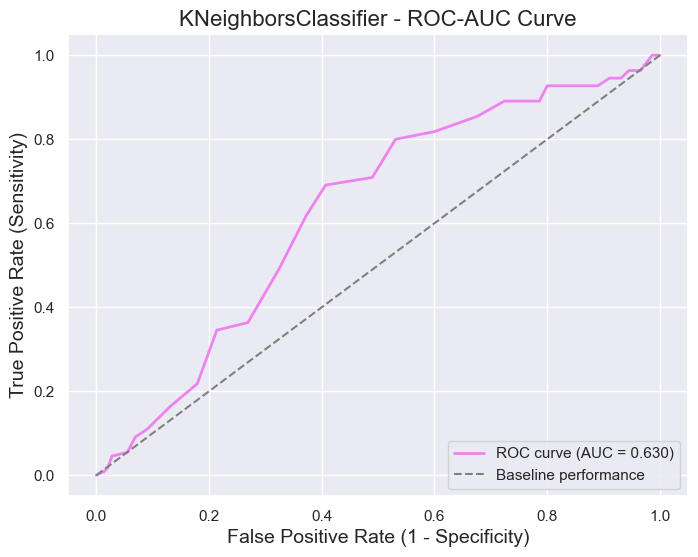 KNeighborsClassifier - ROC-AUC Curve
True Positive Rate (Sensitivity)
1.0
0.8
0.6
0.4
0.2
0.0
0.0 0.2 0.4 0.6 0.8 1.0
False Positive Rate (1 - Specificity)
ROC curve (AUC = 0.630)
Baseline performance